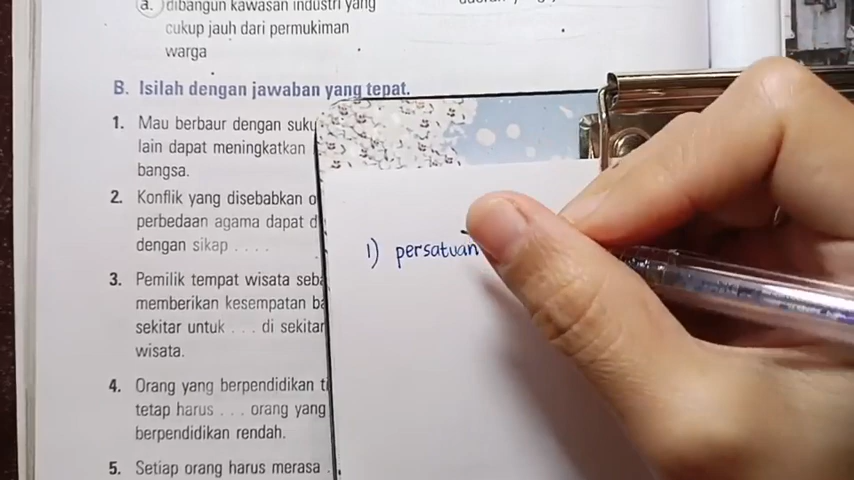 a. dibangun kawasan industri yang
cukup jauh dari permukiman
warga
B. Isilah dengan jawaban yang tepat.
1. Mau berbaur dengan suku
lain dapat meningkatkan
bangsa.
2. Konflik yang disebabkan
perbedaan agama dapat
dengan sikap . . . .
3. Pemilik tempat wisata
memberikan kesempatan
sekitar untuk . . . di sekitar
wisata.
4. Orang yang berpendidikan
tetap harus . . . orang yang
berpendidikan rendah.
5. Setiap orang harus merasa
1) persatuan